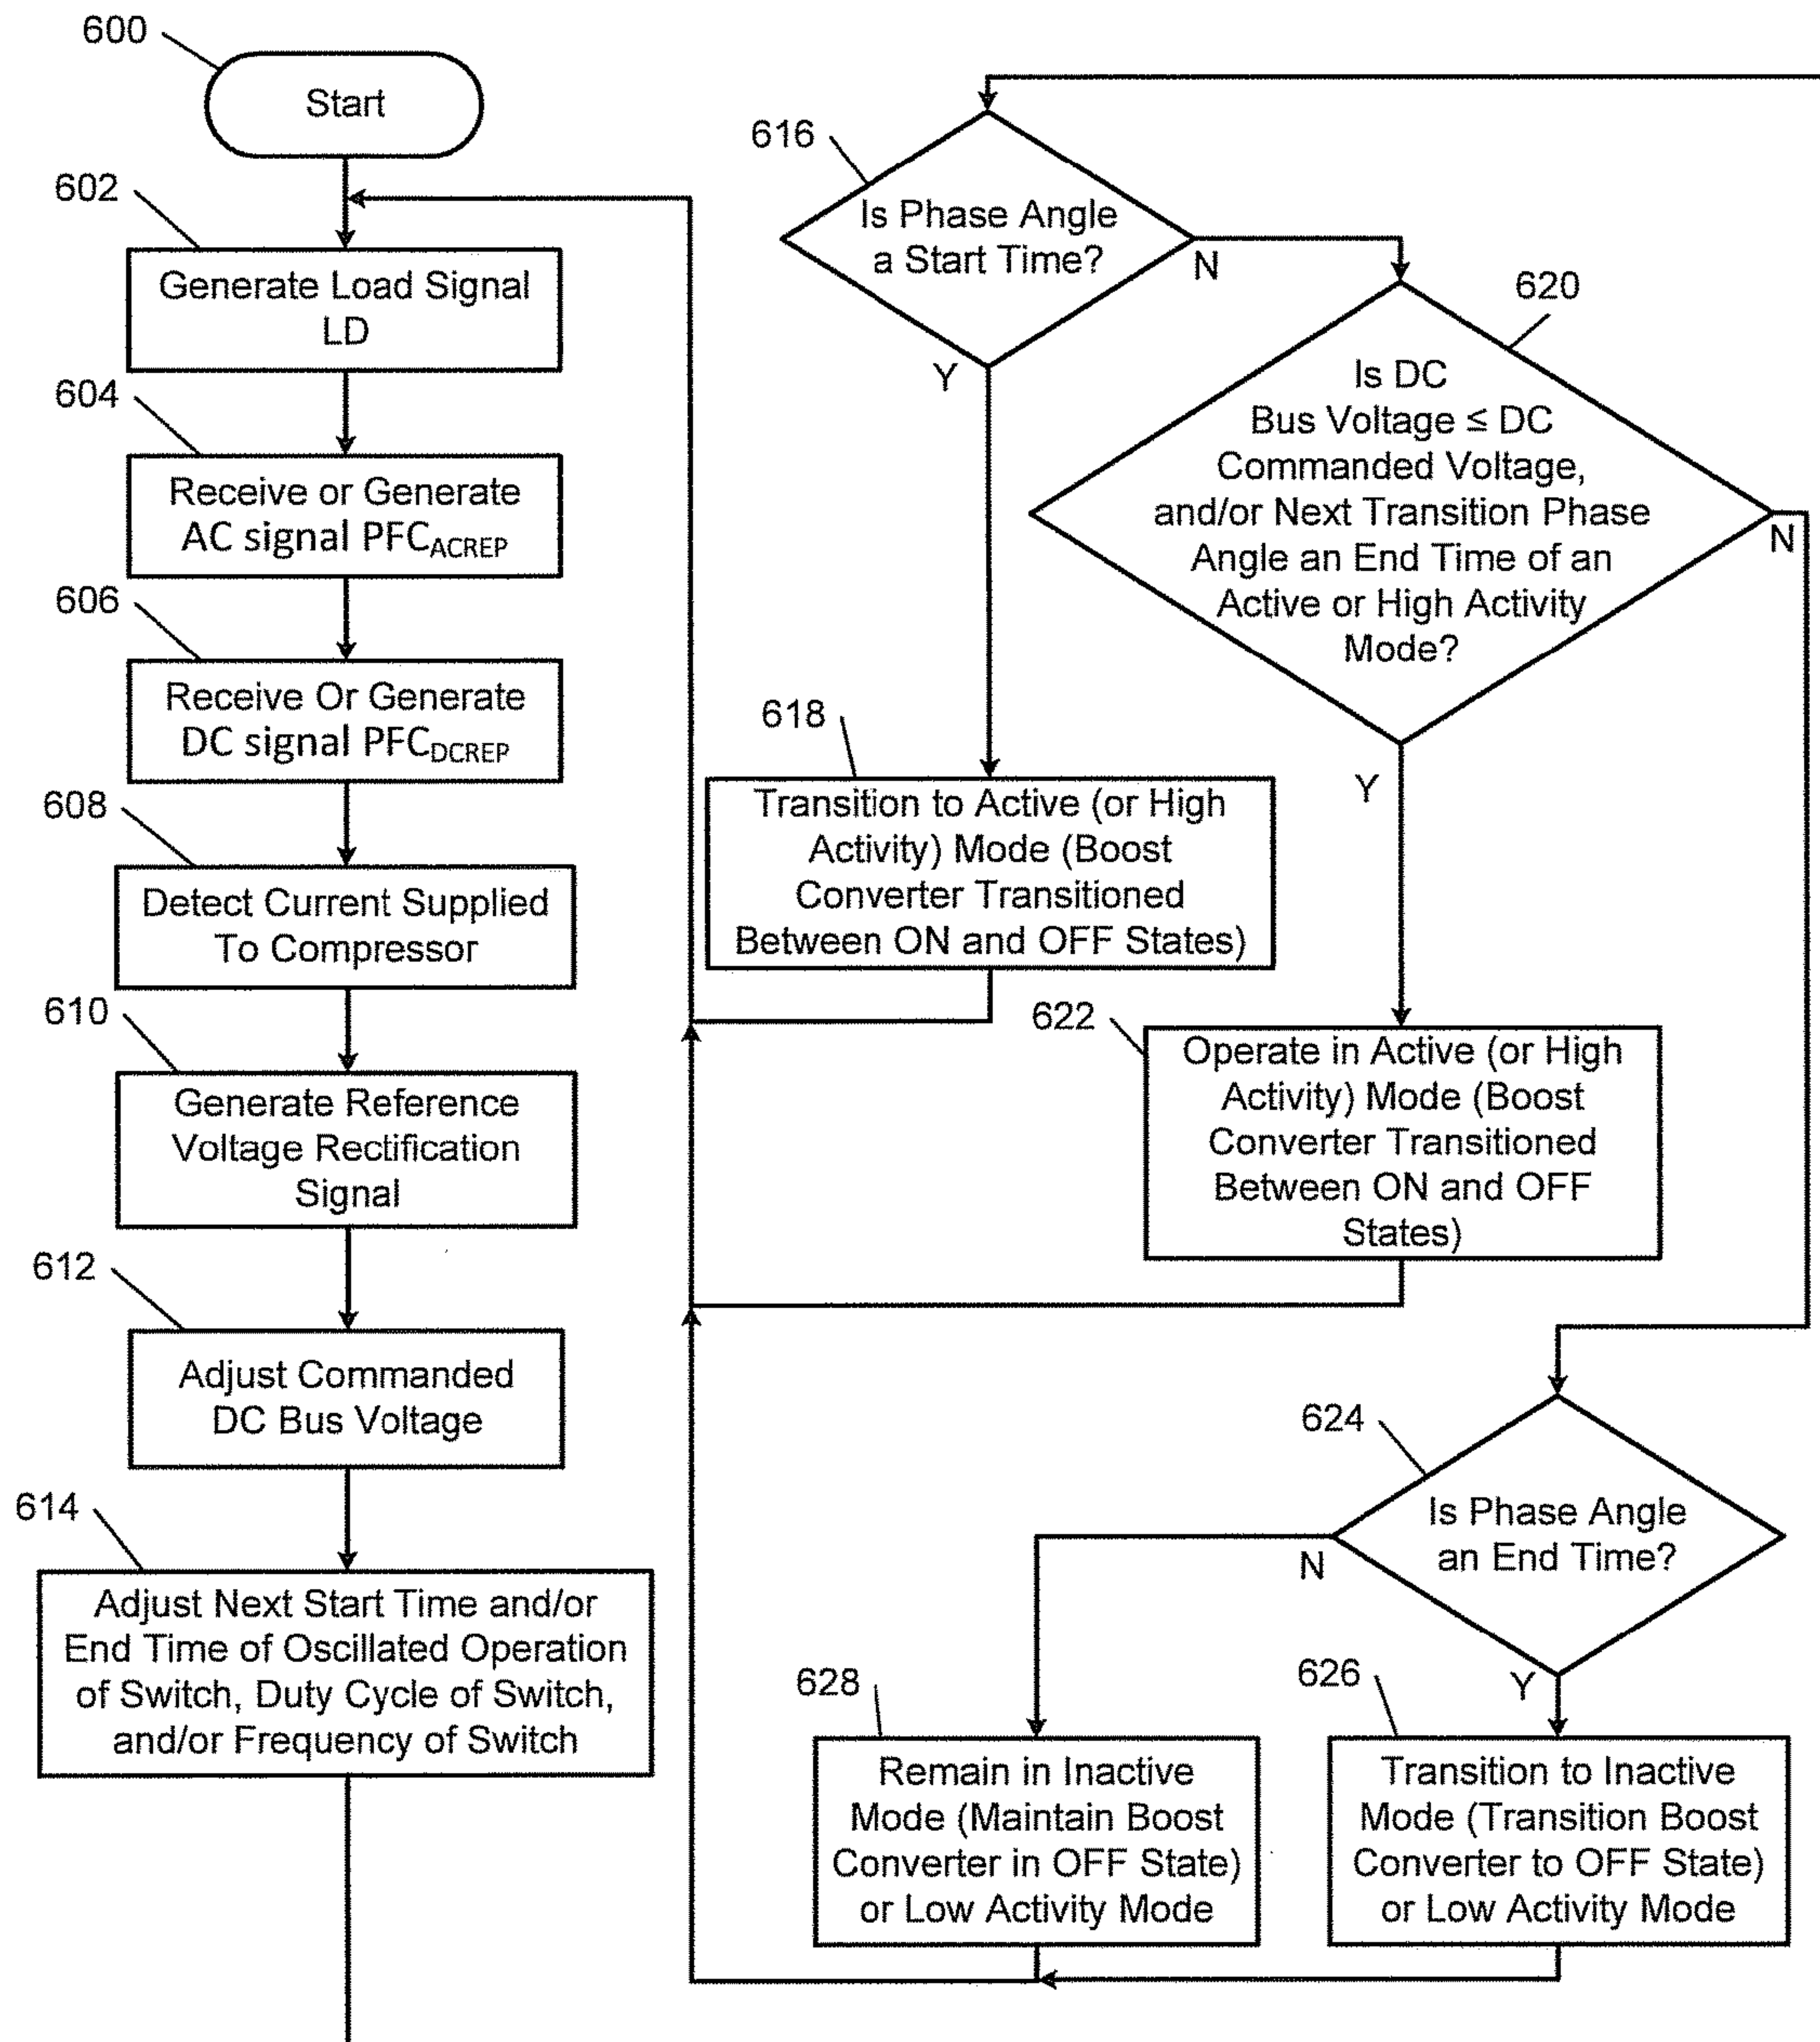 600
Start
602
Generate Load Signal
LD
604
Receive or Generate
AC signal PFC_ACREP
606
Receive Or Generate
DC signal PFC_DCREP
608
Detect Current Supplied
To Compressor
610
Generate Reference
Voltage Rectification
Signal
612
Adjust Commanded
DC Bus Voltage
614
Adjust Next Start Time and/or
End Time of Oscillated Operation
of Switch, Duty Cycle of Switch,
and/or Frequency of Switch
616
Is Phase Angle
a Start Time?
N
Y
620
Is DC
Bus Voltage ≤ DC
Commanded Voltage,
and/or Next Transition Phase
Angle an End Time of an
Active or High Activity
Mode?
N
Y
618
Transition to Active (or High
Activity) Mode (Boost
Converter Transitioned
Between ON and OFF States)
622
Operate in Active (or High
Activity) Mode (Boost
Converter Transitioned
Between ON and OFF
States)
624
Is Phase Angle
an End Time?
N
Y
628
Remain in Inactive
Mode (Maintain Boost
Converter in OFF State)
or Low Activity Mode
626
Transition to Inactive
Mode (Transition Boost
Converter to OFF State)
or Low Activity Mode